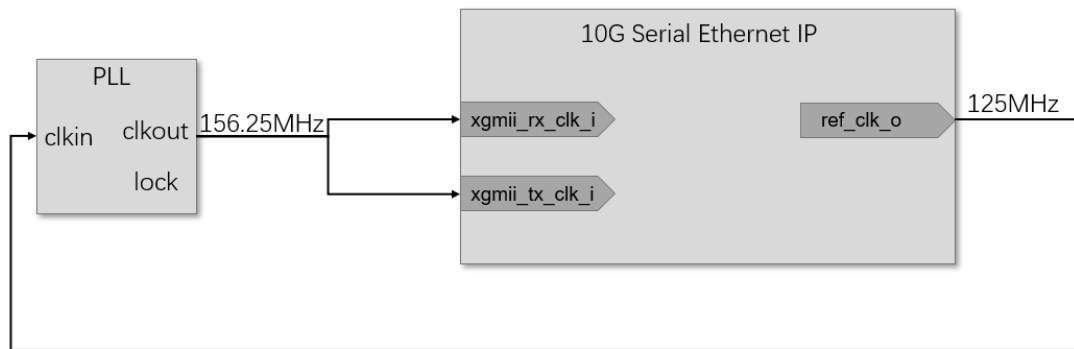 10G Serial Ethernet IP
PLL
clkin
clkout
lock
156.25MHz
xgmii_rx_clk_i
xgmii_tx_clk_i
ref_clk_o
125MHz